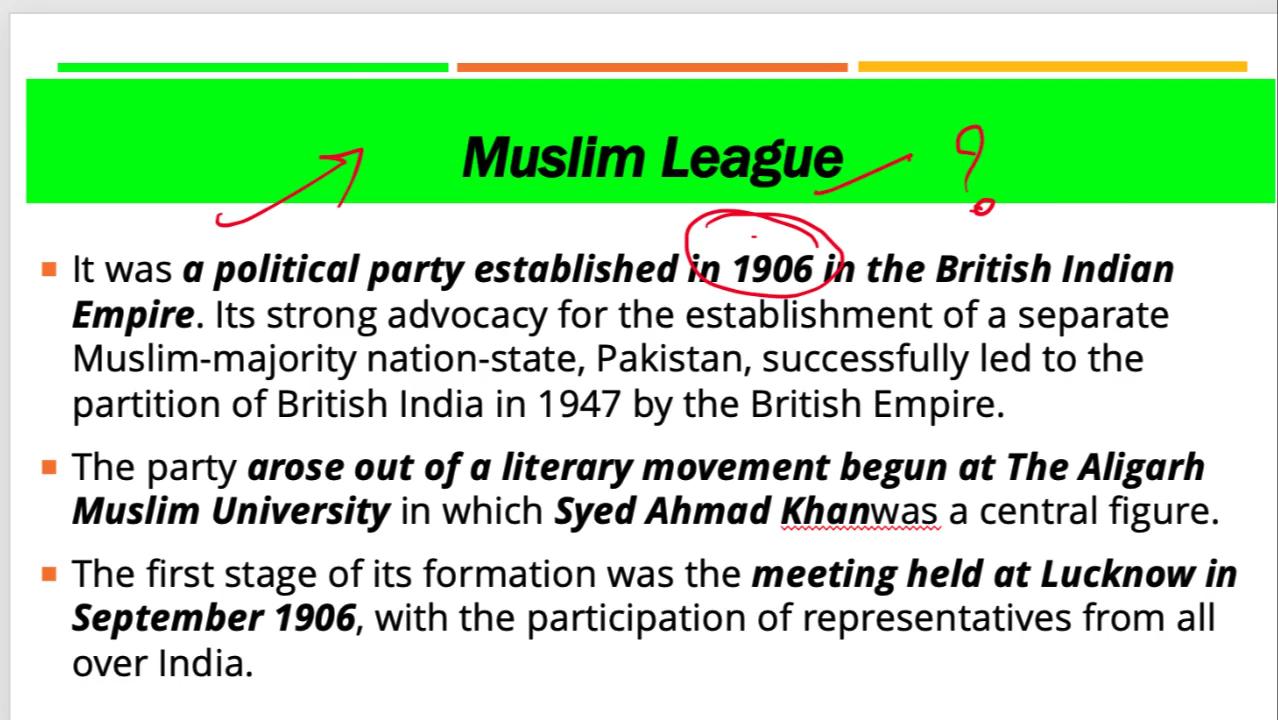 Muslim League
?
It was a political party established in 1906 in the British Indian
Empire. Its strong advocacy for the establishment of a separate
Muslim-majority nation-state, Pakistan, successfully led to the
partition of British India in 1947 by the British Empire.
The party arose out of a literary movement begun at The Aligarh
Muslim University in which Syed Ahmad Khanwas a central figure.
The first stage of its formation was the meeting held at Lucknow in
September 1906, with the participation of representatives from all
over India.